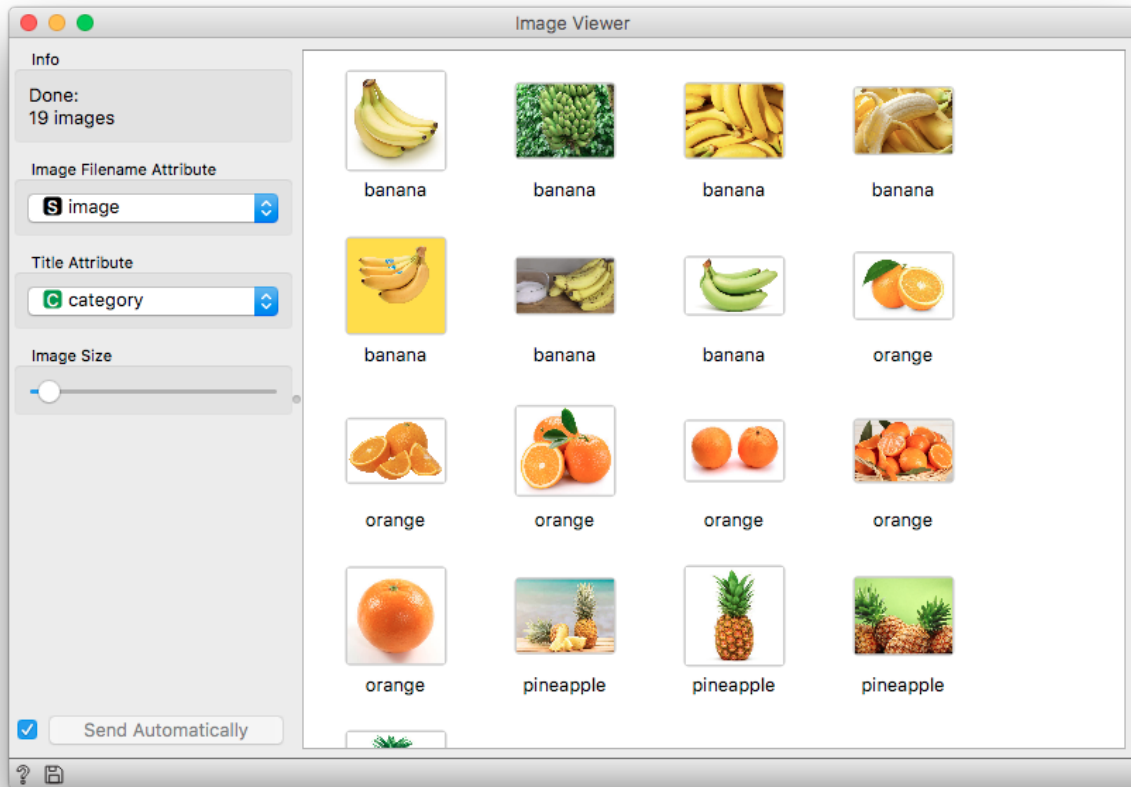 Image Viewer
Info
Done:
19 images
Image Filename Attribute
S image
Title Attribute
C category
Image Size
Send Automatically
banana banana banana banana
banana banana banana orange
orange orange orange orange
orange pineapple pineapple pineapple
?